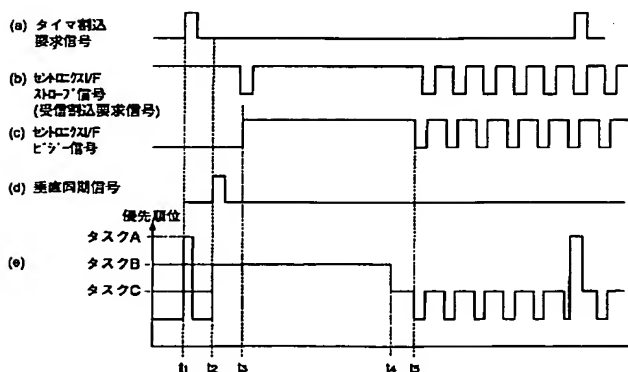 (a) タイマ割込
要求信号
(b) セントロニクスI/F
ストローブ信号
(受信割込要求信号)
(c) セントロニクスI/F
ビジー信号
(d) 垂直同期信号
優先順位
タスクA
(e) タスクB
タスクC
t1 t2 t3 t4 t5